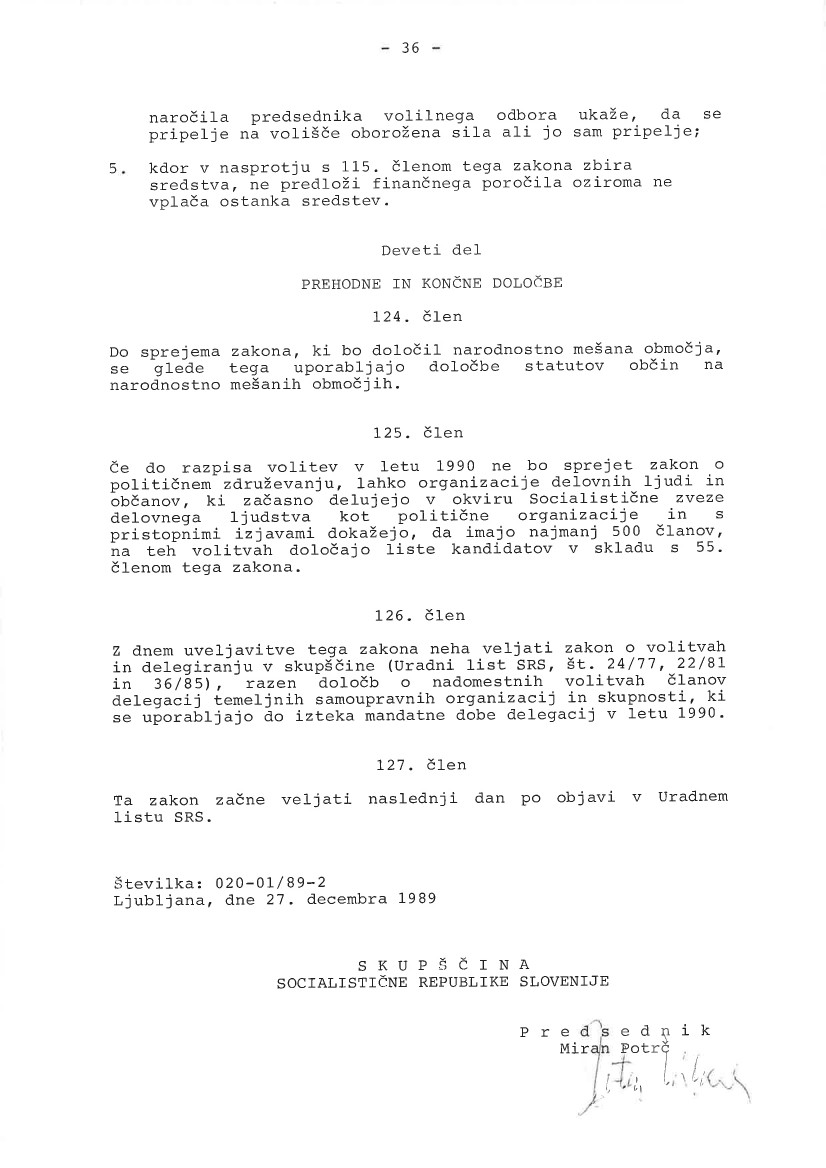 - 36 -
naročila predsednika volilnega odbora ukaže, da se
pripelje na volišče oborožena sila ali jo sam pripelje;
5. kdor v nasprotju s 115. členom tega zakona zbira
sredstva, ne predloži finančnega poročila oziroma ne
vplača ostanka sredstev.
Deveti del
PREHODNE IN KONČNE DOLOČBE
124. člen
Do sprejema zakona, ki bo določil narodnostno mešana območja,
se glede tega uporabljajo določbe statutov občin na
narodnostno mešanih območjih.
125. člen
Če do razpisa volitev v letu 1990 ne bo sprejet zakon o
političnem združevanju, lahko organizacije delovnih ljudi in
občanov, ki začasno delujejo v okviru Socialistične zveze
delovnega ljudstva kot politične organizacije in s
pristopnimi izjavami dokažejo, da imajo najmanj 500 članov,
na teh volitvah določajo liste kandidatov v skladu s 55.
členom tega zakona.
126. člen
Z dnem uveljavitve tega zakona neha veljati zakon o volitvah
in delegiranju v skupščine (Uradni list SRS, št. 24/77, 22/81
in 36/85), razen določb o nadomestnih volitvah članov
delegacij temeljnih samoupravnih organizacij in skupnosti, ki
se uporabljajo do izteka mandatne dobe delegacij v letu 1990.
127. člen
Ta zakon začne veljati naslednji dan po objavi v Uradnem
listu SRS.
Številka: 020-01/89-2
Ljubljana, dne 27. decembra 1989
S K U P Š Č I N A
SOCIALISTIČNE REPUBLIKE SLOVENIJE
P r e d s e d n i k
Miran Potrč